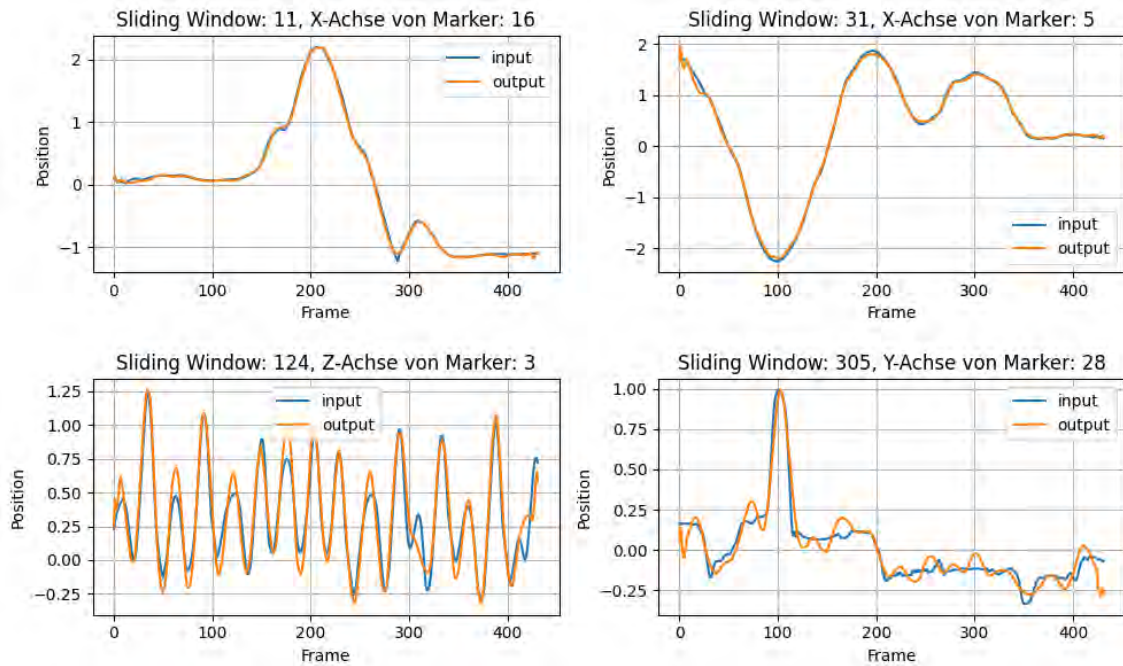 Sliding Window: 11, X-Achse von Marker: 16
2
1
0
−1
Position
input
output
0
100
200
300
400
Frame
Sliding Window: 31, X-Achse von Marker: 5
2
1
0
−1
−2
Position
input
output
0
100
200
300
400
Frame
Sliding Window: 124, Z-Achse von Marker: 3
1.25
1.00
0.75
0.50
0.25
0.00
−0.25
Position
input
output
0
100
200
300
400
Frame
Sliding Window: 305, Y-Achse von Marker: 28
1.00
0.75
0.50
0.25
0.00
−0.25
Position
input
output
0
100
200
300
400
Frame